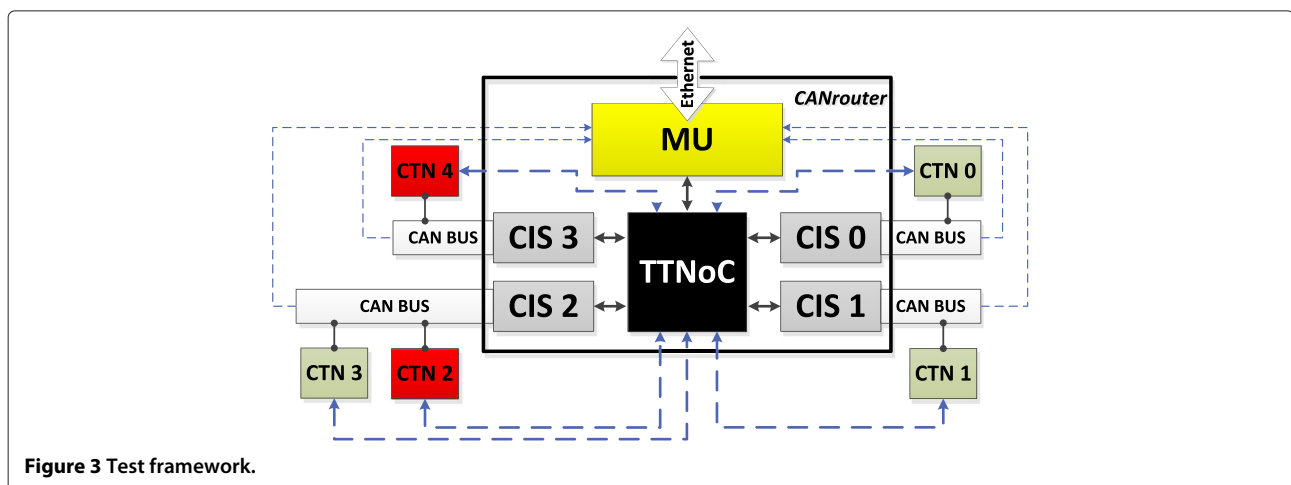 Ethernet
CANrouter
MU
CTN 4
CTN 0
CAN BUS
CIS 3
CIS 0
CAN BUS
TTNoC
CAN BUS
CIS 2
CIS 1
CAN BUS
CTN 3
CTN 2
CTN 1
Figure 3 Test framework.